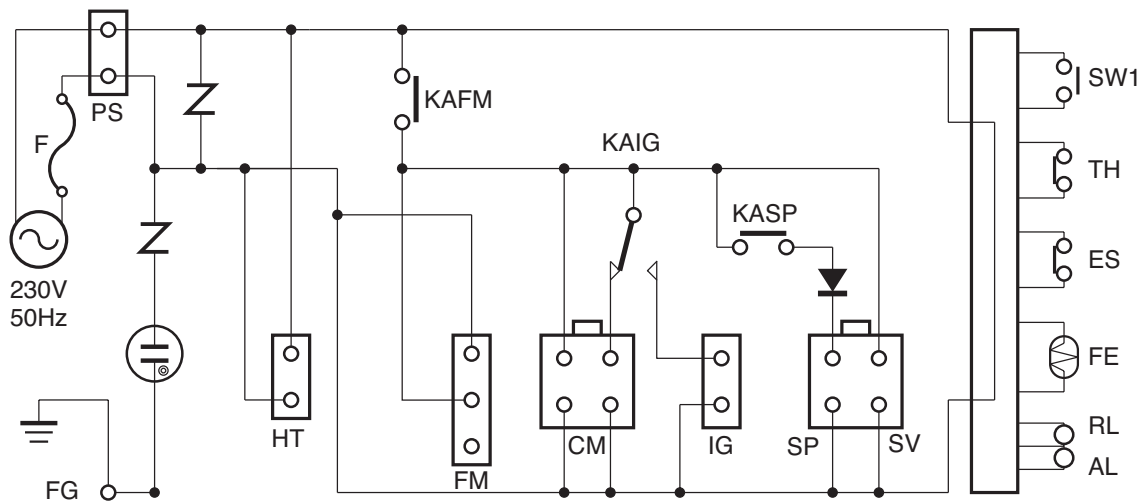 PS
KAFM
SW1
F
KAIG
TH
KASP
ES
230V
50Hz
FE
HT
FM
CM
IG
SP
SV
RL
AL
FG